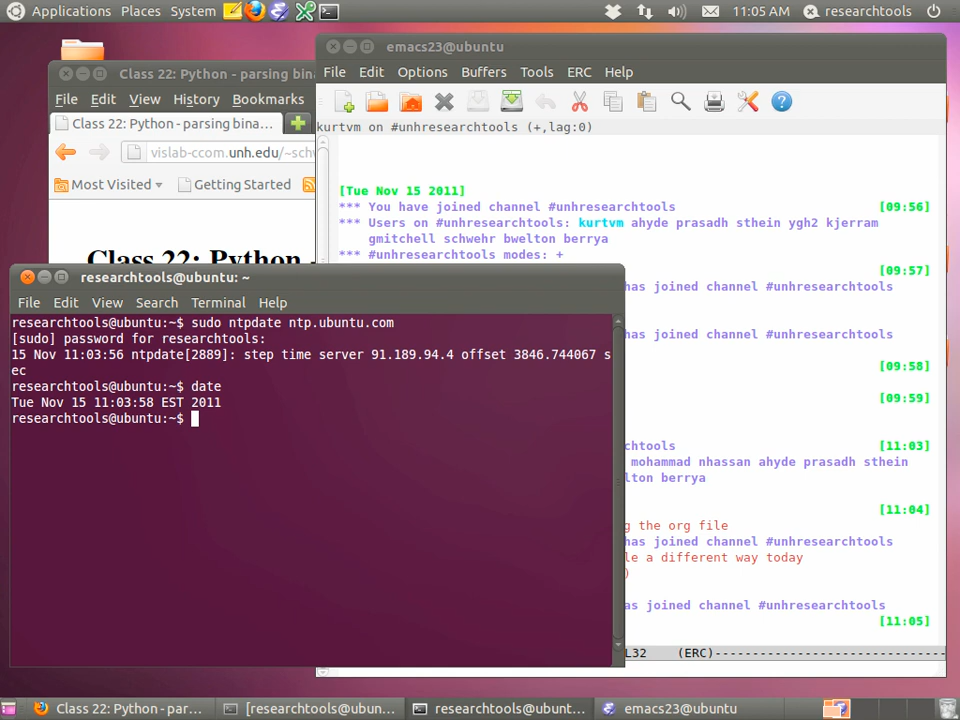 Applications Places System 11:05 AM researchtools
Class 22: Python - parsing bina
File Edit View History Bookmarks
Class 22: Python - parsing bina...
vislab-ccom.unh.edu/~schw
Most Visited Getting Started
Class 22: Python -
emacs23@ubuntu
File Edit Options Buffers Tools ERC Help
kurtvm on #unhresearchtools (+,lag:0)
[Tue Nov 15 2011]
*** You have joined channel #unhresearchtools [09:56]
*** Users on #unhresearchtools: kurtvm ahyde prasadh sthein ygh2 kjerram
gmitchell schwehr bwelton berrya
*** #unhresearchtools modes: +
[09:57]
has joined channel #unhresearchtools
has joined channel #unhresearchtools
[09:58]
[09:59]
chtools [11:03]
mohammad nhassan ahyde prasadh sthein
lton berrya
[11:04]
g the org file
has joined channel #unhresearchtools
le a different way today
)
as joined channel #unhresearchtools
[11:05]
L32 (ERC)-----------------------------
researchtools@ubuntu: ~
File Edit View Search Terminal Help
researchtools@ubuntu:~$ sudo ntpdate ntp.ubuntu.com
[sudo] password for researchtools:
15 Nov 11:03:56 ntpdate[2889]: step time server 91.189.94.4 offset 3846.744067 s
ec
researchtools@ubuntu:~$ date
Tue Nov 15 11:03:58 EST 2011
researchtools@ubuntu:~$
Class 22: Python - par... [researchtools@ubun... researchtools@ubunt... emacs23@ubuntu